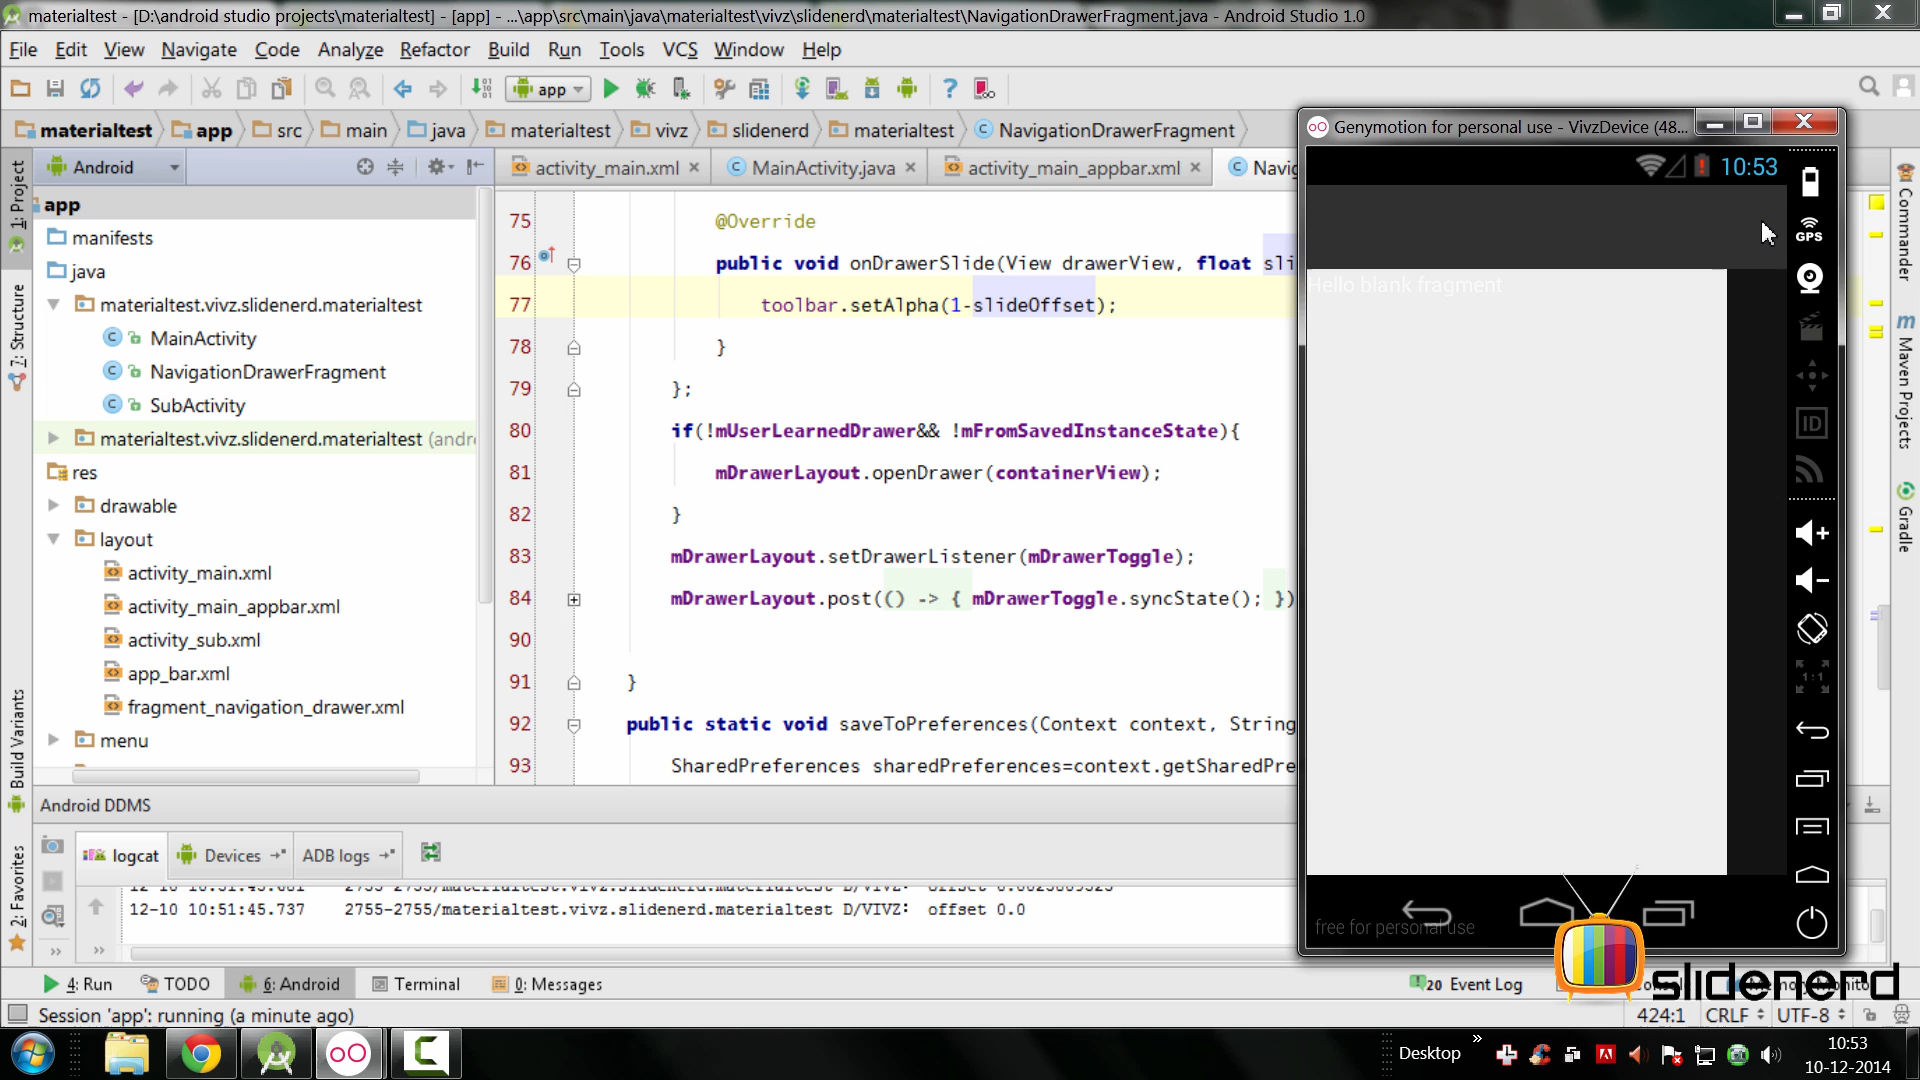 materialtest - [D:\android studio projects\materialtest] - [app] - ...\app\src\main\java\materialtest\vivz\slidenerd\materialtest\NavigationDrawerFragment.java - Android Studio 1.0
File Edit View Navigate Code Analyze Refactor Build Run Tools VCS Window Help
app
materialtest app src main java materialtest vivz slidenerd materialtest NavigationDrawerFragment
Android
activity_main.xml MainActivity.java activity_main_appbar.xml
1: Project
7: Structure
Build Variants
2: Favorites
app
manifests
java
materialtest.vivz.slidenerd.materialtest
MainActivity
NavigationDrawerFragment
SubActivity
materialtest.vivz.slidenerd.materialtest
res
drawable
layout
activity_main.xml
activity_main_appbar.xml
activity_sub.xml
app_bar.xml
fragment_navigation_drawer.xml
menu
75 @Override
76 public void onDrawerSlide(View drawerView, float
77 toolbar.setAlpha(1-slideOffset);
78 }
79 };
80 if(!mUserLearnedDrawer&& !mFromSavedInstanceState){
81 mDrawerLayout.openDrawer(containerView);
82 }
83 mDrawerLayout.setDrawerListener(mDrawerToggle);
84 mDrawerLayout.post(() -> { mDrawerToggle.syncState(); })
90
91 }
92 public static void saveToPreferences(Context context, String
93 SharedPreferences sharedPreferences=context.
Genymotion for personal use - VivzDevice (48...
10:53
GPS
Hello blank fragment
ID
1:1
free for personal use
Commander
Maven Projects
Gradle
Android DDMS
logcat Devices ADB logs
12-10 10:51:45.737 2755-2755/materialtest.vivz.slidenerd.materialtest D/VIVZ: offset 0.0
4: Run TODO 6: Android Terminal 0: Messages
20 Event Log
slidenerd
Session 'app': running (a minute ago)
424:1 CRLF UTF-8
Desktop
10:53
10-12-2014